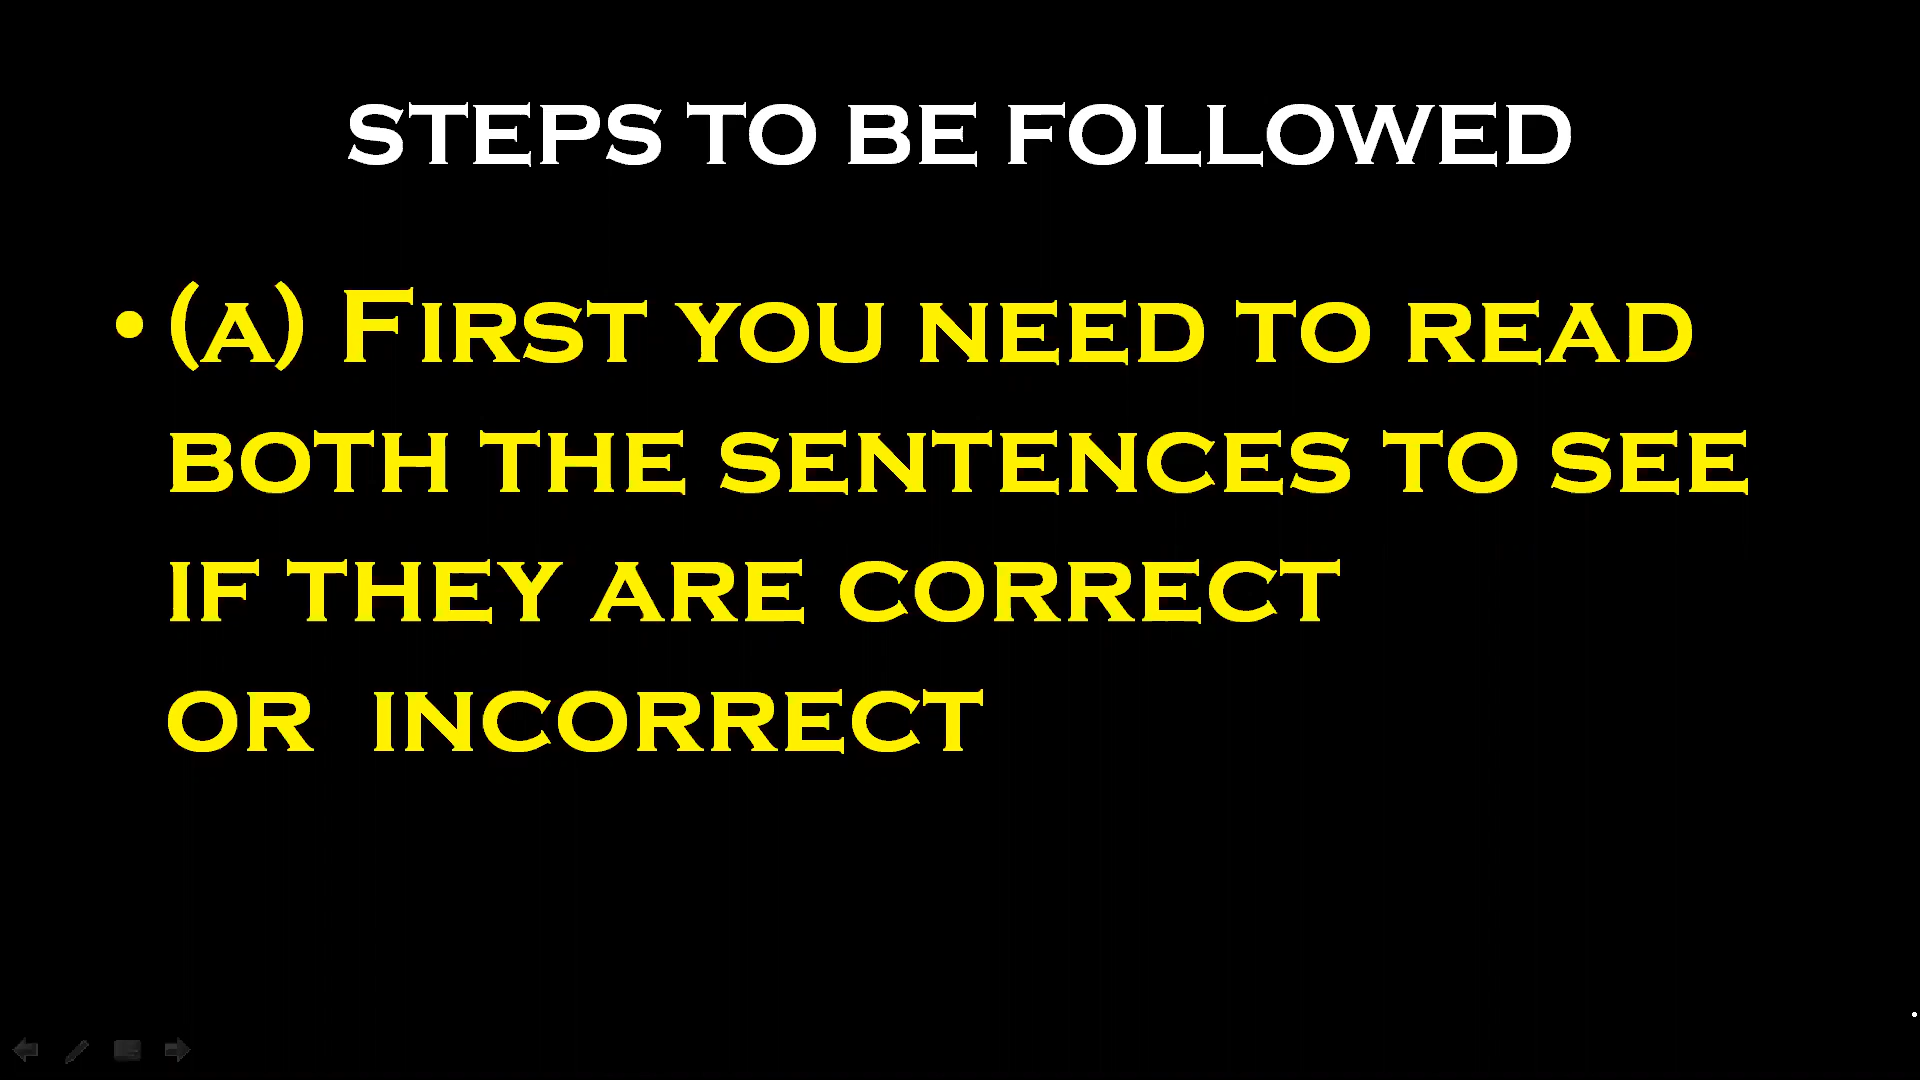 STEPS TO BE FOLLOWED
• (A) FIRST YOU NEED TO READ
BOTH THE SENTENCES TO SEE
IF THEY ARE CORRECT
OR  INCORRECT